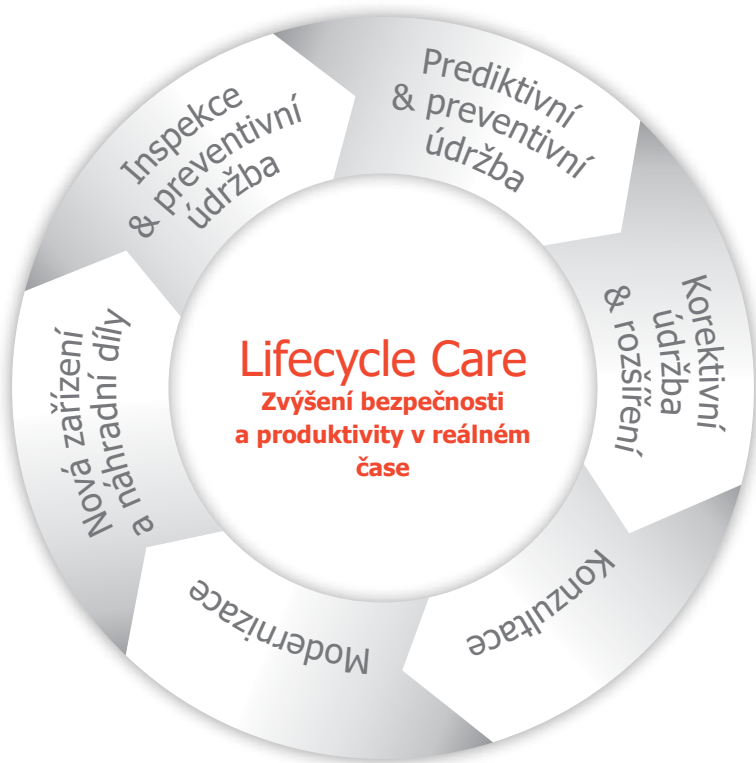 Inspekce
& preventivní
údržba
Prediktivní
& preventivní
údržba
Korektivní
údržba
& rozšíření
Konzultace
Modernizace
Nová zařízení
a náhradní díly
Lifecycle Care
Zvýšení bezpečnosti
a produktivity v reálném
čase